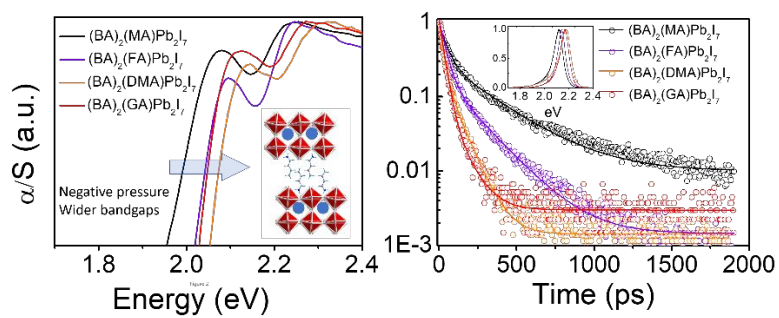 α/S (a.u.)
(BA)₂(MA)Pb₂I₇
(BA)₂(FA)Pb₂I₇
(BA)₂(DMA)Pb₂I₇
(BA)₂(GA)Pb₂I₇
Negative pressure
Wider bandgaps
1.8 2.0 2.2 2.4
Figure 2
Energy (eV)
1
0.1
0.01
1E-3
1.0
0.5
0.0
1.8 2.0 2.2 2.4
eV
(BA)₂(MA)Pb₂I₇
(BA)₂(FA)Pb₂I₇
(BA)₂(DMA)Pb₂I₇
(BA)₂(GA)Pb₂I₇
0 500 1000 1500 2000
Time (ps)